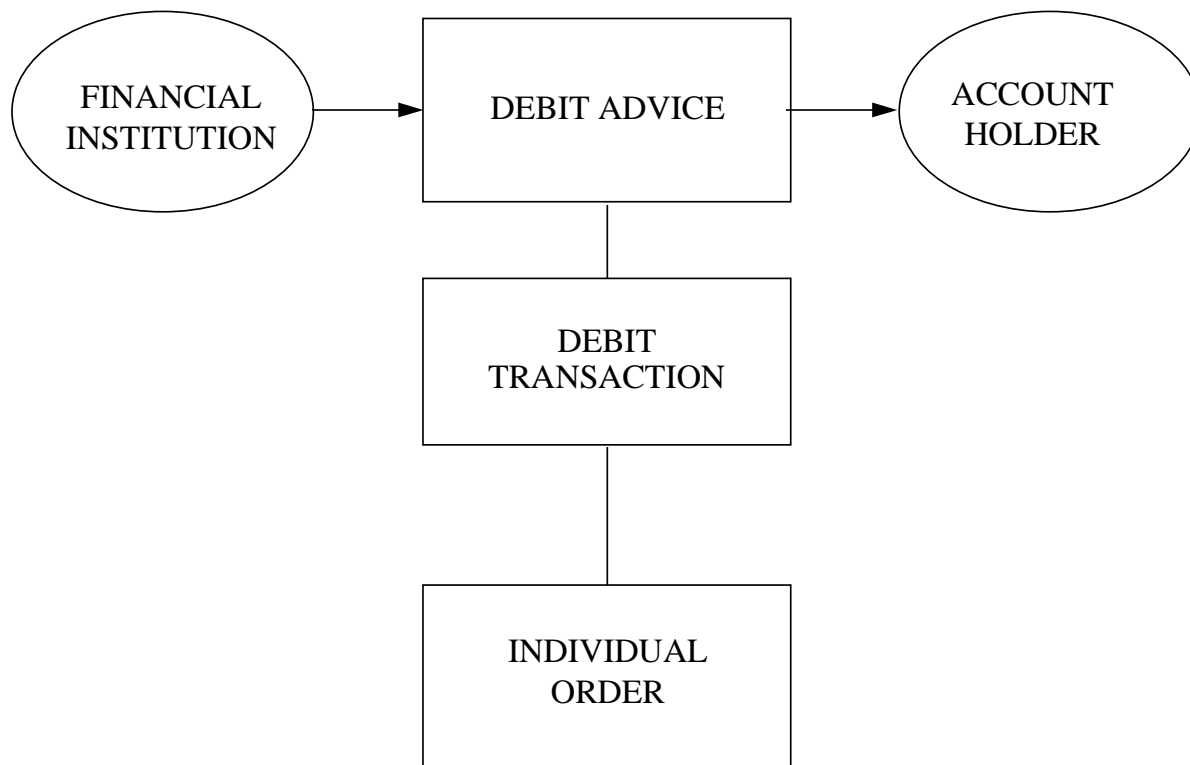 FINANCIAL
INSTITUTION
DEBIT ADVICE
ACCOUNT
HOLDER
DEBIT
TRANSACTION
INDIVIDUAL
ORDER